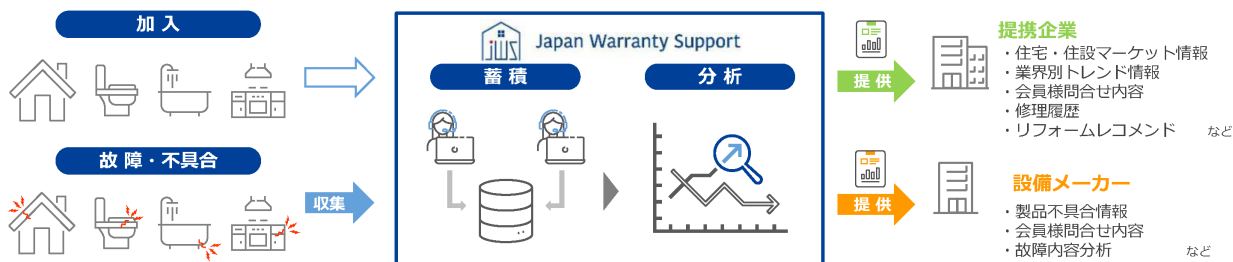 加入
故障・不具合
収集
JWS
Japan Warranty Support
蓄積
分析
提供
提携企業
・住宅・住設マーケット情報
・業界別トレンド情報
・会員様問合せ内容
・修理履歴
・リフォームレコメンド など
提供
設備メーカー
・製品不具合情報
・会員様問合せ内容
・故障内容分析 など